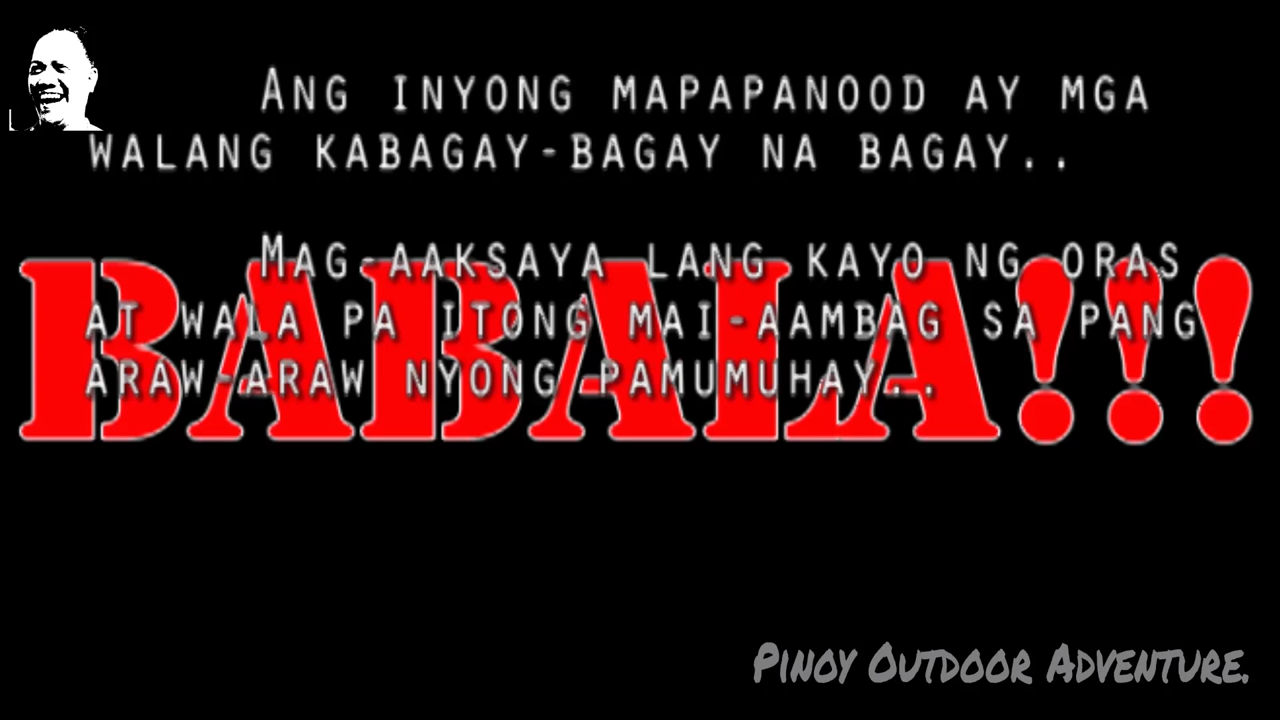 Ang inyong mapapanood ay mga
walang kabagay-bagay na bagay..
Mag-aaksaya lang kayo ng oras
at wala pa itong mai-aambag sa pang
araw-araw nyong pamumuhay..
BABALA!!!
Pinoy Outdoor Adventure.